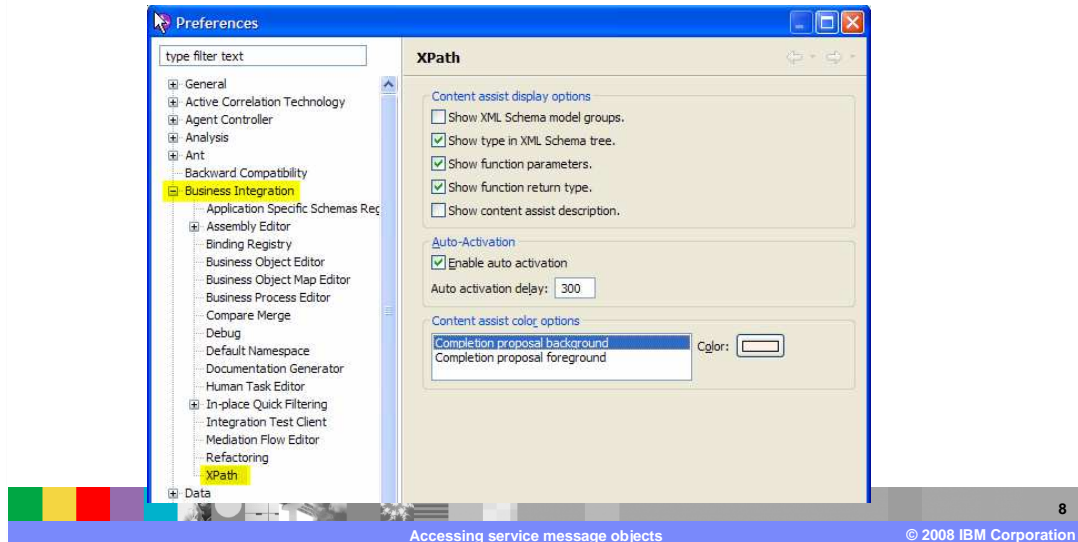 Preferences
type filter text
General
Active Correlation Technology
Agent Controller
Analysis
Ant
Backward Compatibility
Business Integration
Application Specific Schemas Reg
Assembly Editor
Binding Registry
Business Object Editor
Business Object Map Editor
Business Process Editor
Compare Merge
Debug
Default Namespace
Documentation Generator
Human Task Editor
In-place Quick Filtering
Integration Test Client
Mediation Flow Editor
Refactoring
XPath
Data
XPath
Content assist display options
Show XML Schema model groups.
Show type in XML Schema tree.
Show function parameters.
Show function return type.
Show content assist description.
Auto-Activation
Enable auto activation
Auto activation delay: 300
Content assist color options
Completion proposal background
Completion proposal foreground
Color:
8
Accessing service message objects
© 2008 IBM Corporation